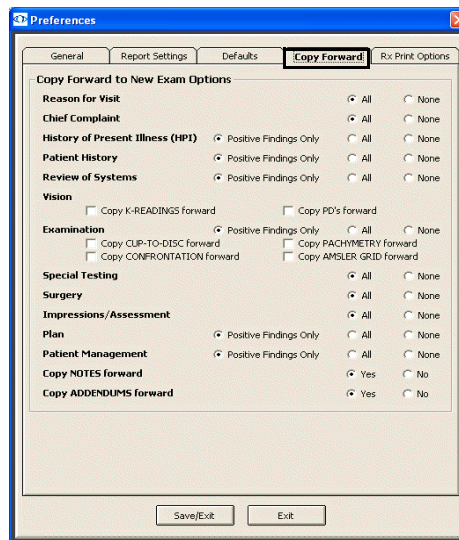 Preferences
General Report Settings Defaults Copy Forward Rx Print Options
Copy Forward to New Exam Options
Reason for Visit All None
Chief Complaint All None
History of Present Illness (HPI) Positive Findings Only All None
Patient History Positive Findings Only All None
Review of Systems Positive Findings Only All None
Vision
Copy K-READINGS forward Copy PD's forward
Examination Positive Findings Only All None
Copy CUP-TO-DISC forward Copy PACHYMETRY forward
Copy CONFRONTATION forward Copy AMSLER GRID forward
Special Testing All None
Surgery All None
Impressions/Assessment All None
Plan Positive Findings Only All None
Patient Management Positive Findings Only All None
Copy NOTES forward Yes No
Copy ADDENDUMS forward Yes No
Save/Exit Exit